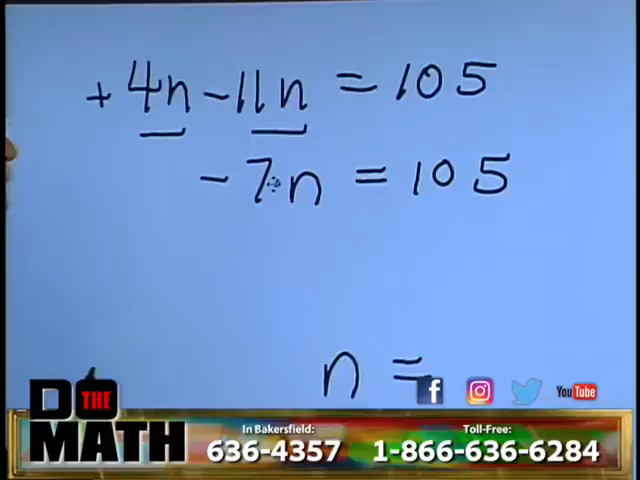 + 4n - 11n = 105
- 7n = 105
n =
DO THE MATH
In Bakersfield:
636-4357
Toll-Free:
1-866-636-6284
f
YouTube